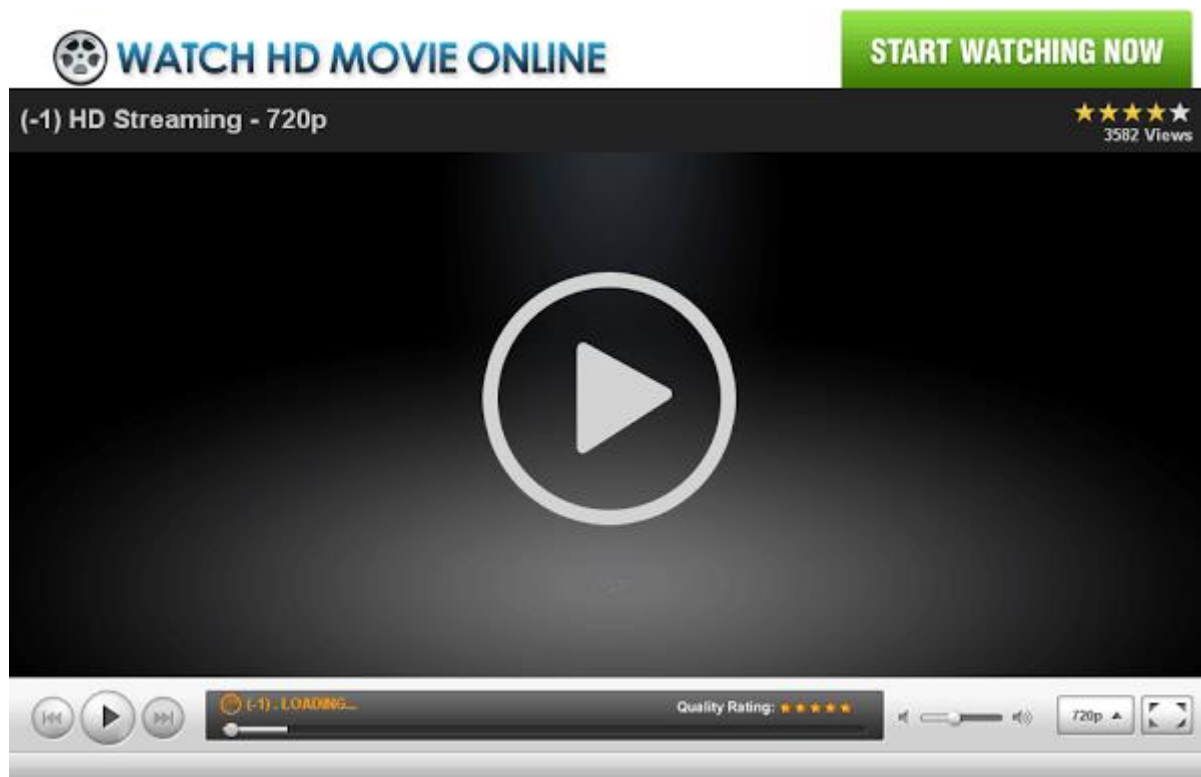 WATCH HD MOVIE ONLINE
START WATCHING NOW
(-1) HD Streaming - 720p
3582 Views
(-1) : LOADING...
Quality Rating:
720p